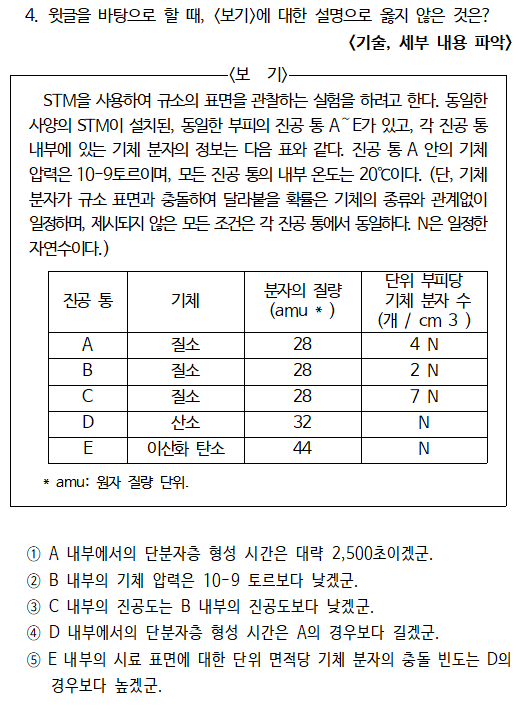 4. 윗글을 바탕으로 할 때, <보기>에 대한 설명으로 옳지 않은 것은?
<기술, 세부 내용 파악>
<보 기>
STM을 사용하여 규소의 표면을 관찰하는 실험을 하려고 한다. 동일한
사양의 STM이 설치된, 동일한 부피의 진공 통 A~E가 있고, 각 진공 통
내부에 있는 기체 분자의 정보는 다음 표와 같다. 진공 통 A 안의 기체
압력은 10-9토르이며, 모든 진공 통의 내부 온도는 20℃이다. (단, 기체
분자가 규소 표면과 충돌하여 달라붙을 확률은 기체의 종류와 관계없이
일정하며, 제시되지 않은 모든 조건은 각 진공 통에서 동일하다. N은 일정한
자연수이다.)
진공 통 기체 분자의 질량 (amu * ) 단위 부피당 기체 분자 수 (개 / cm 3 )
A 질소 28 4 N
B 질소 28 2 N
C 질소 28 7 N
D 산소 32 N
E 이산화 탄소 44 N
* amu: 원자 질량 단위.
① A 내부에서의 단분자층 형성 시간은 대략 2,500초이겠군.
② B 내부의 기체 압력은 10-9 토르보다 낮겠군.
③ C 내부의 진공도는 B 내부의 진공도보다 낮겠군.
④ D 내부에서의 단분자층 형성 시간은 A의 경우보다 길겠군.
⑤ E 내부의 시료 표면에 대한 단위 면적당 기체 분자의 충돌 빈도는 D의
경우보다 높겠군.